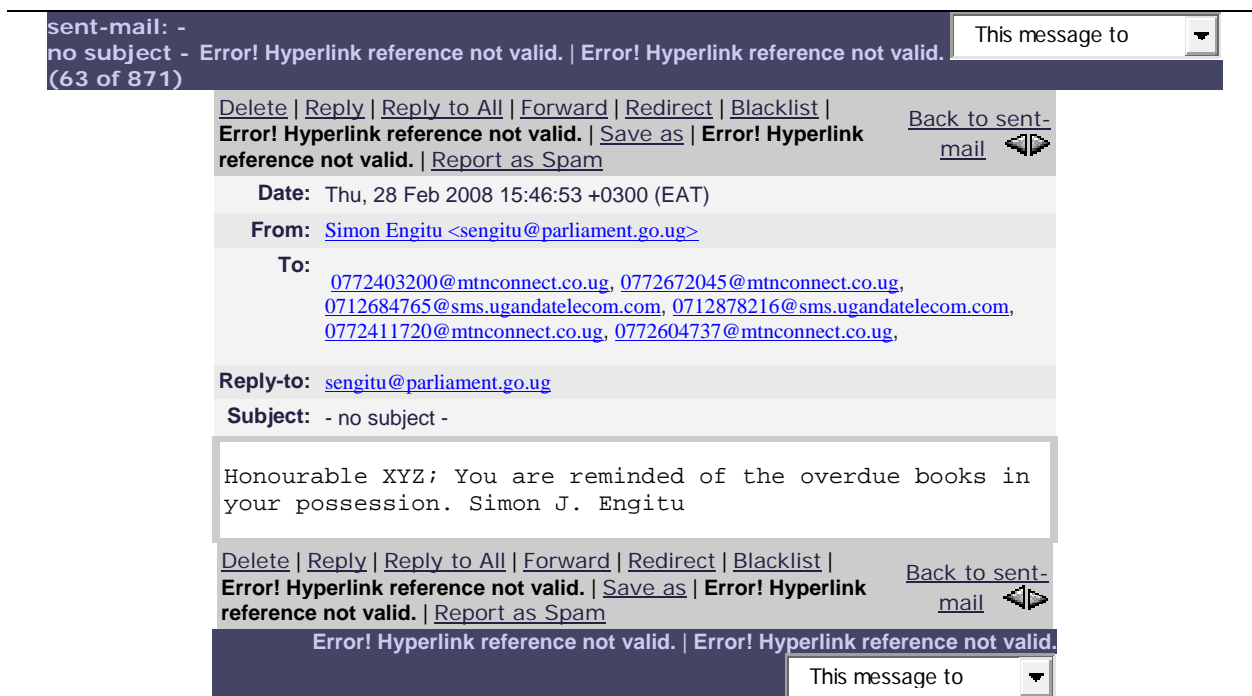 sent-mail: -
no subject - Error! Hyperlink reference not valid. | Error! Hyperlink reference not valid.
(63 of 871)
This message to
Delete | Reply | Reply to All | Forward | Redirect | Blacklist |
Error! Hyperlink reference not valid. | Save as | Error! Hyperlink
reference not valid. | Report as Spam
Back to sent-
mail
Date: Thu, 28 Feb 2008 15:46:53 +0300 (EAT)
From: Simon Engitu <sengitu@parliament.go.ug>
To:
0772403200@mtnconnect.co.ug, 0772672045@mtnconnect.co.ug,
0712684765@sms.ugandatelecom.com, 0712878216@sms.ugandatelecom.com,
0772411720@mtnconnect.co.ug, 0772604737@mtnconnect.co.ug,
Reply-to: sengitu@parliament.go.ug
Subject: - no subject -
Honourable XYZ; You are reminded of the overdue books in
your possession. Simon J. Engitu
Delete | Reply | Reply to All | Forward | Redirect | Blacklist |
Error! Hyperlink reference not valid. | Save as | Error! Hyperlink
reference not valid. | Report as Spam
Back to sent-
mail
Error! Hyperlink reference not valid. | Error! Hyperlink reference not valid.
This message to